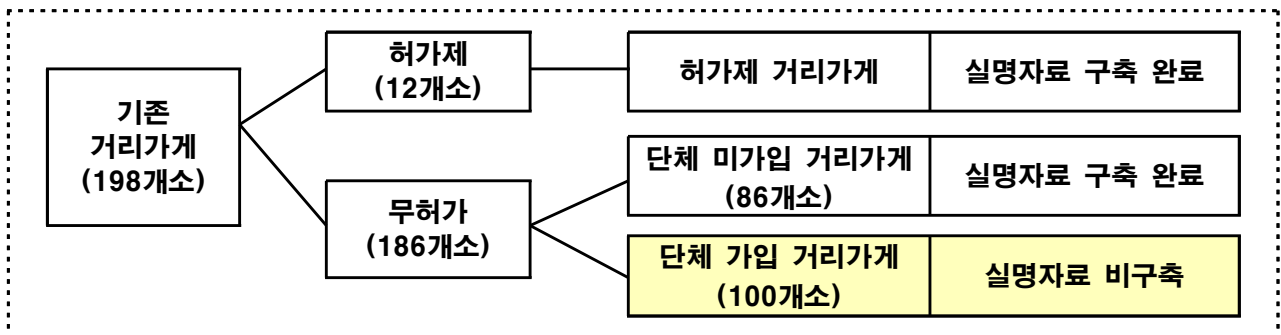 기존
거리가게
(198개소)
허가제
(12개소)
허가제 거리가게
실명자료 구축 완료
무허가
(186개소)
단체 미가입 거리가게
(86개소)
실명자료 구축 완료
단체 가입 거리가게
(100개소)
실명자료 비구축